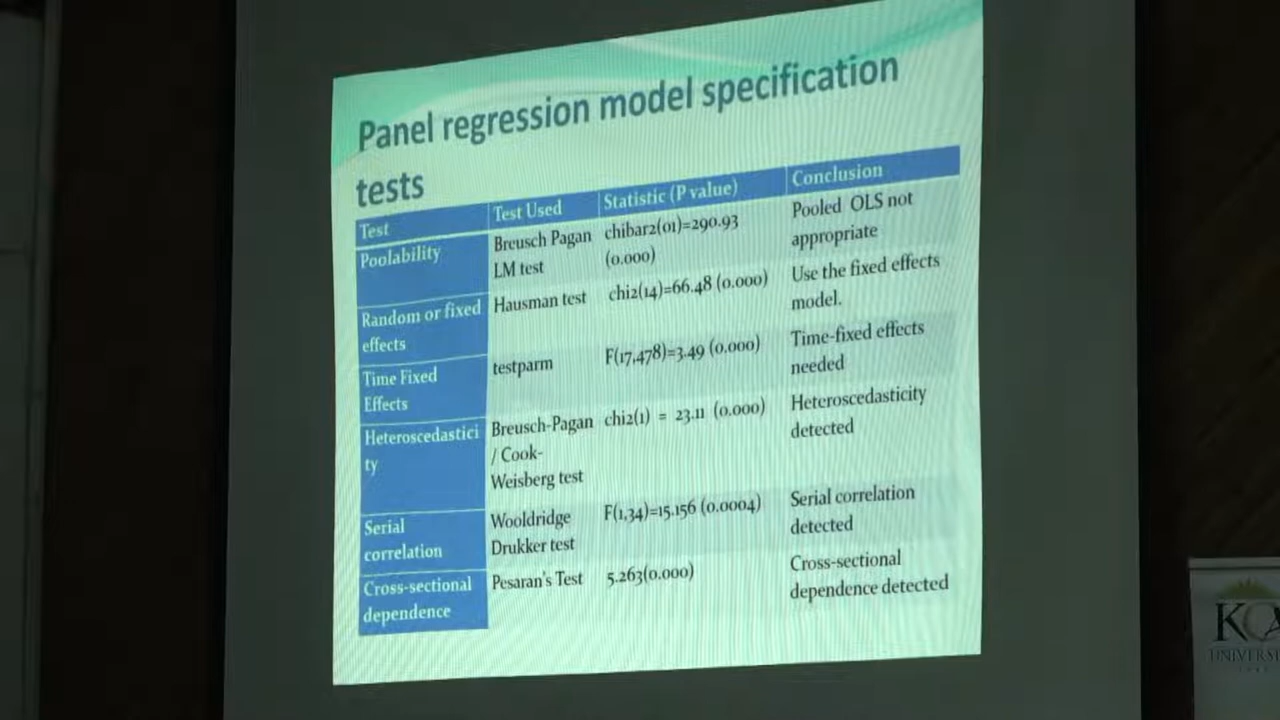 Panel regression model specification
tests
Test
Test Used
Statistic (P value)
Conclusion
Poolability
Breusch Pagan
LM test
chibar2(01)=290.93
(0.000)
Pooled OLS not
appropriate
Random or fixed
effects
Hausman test
chi2(14)=66.48 (0.000)
Use the fixed effects
model.
Time Fixed
Effects
testparm
F(17,478)=3.49 (0.000)
Time-fixed effects
needed
Heteroscedastici
ty
Breusch-Pagan
/ Cook-
Weisberg test
chi2(1) = 23.11 (0.000)
Heteroscedasticity
detected
Serial
correlation
Wooldridge
Drukker test
F(1,34)=15.156 (0.0004)
Serial correlation
detected
Cross-sectional
dependence
Pesaran's Test
5.263(0.000)
Cross-sectional
dependence detected
KCA